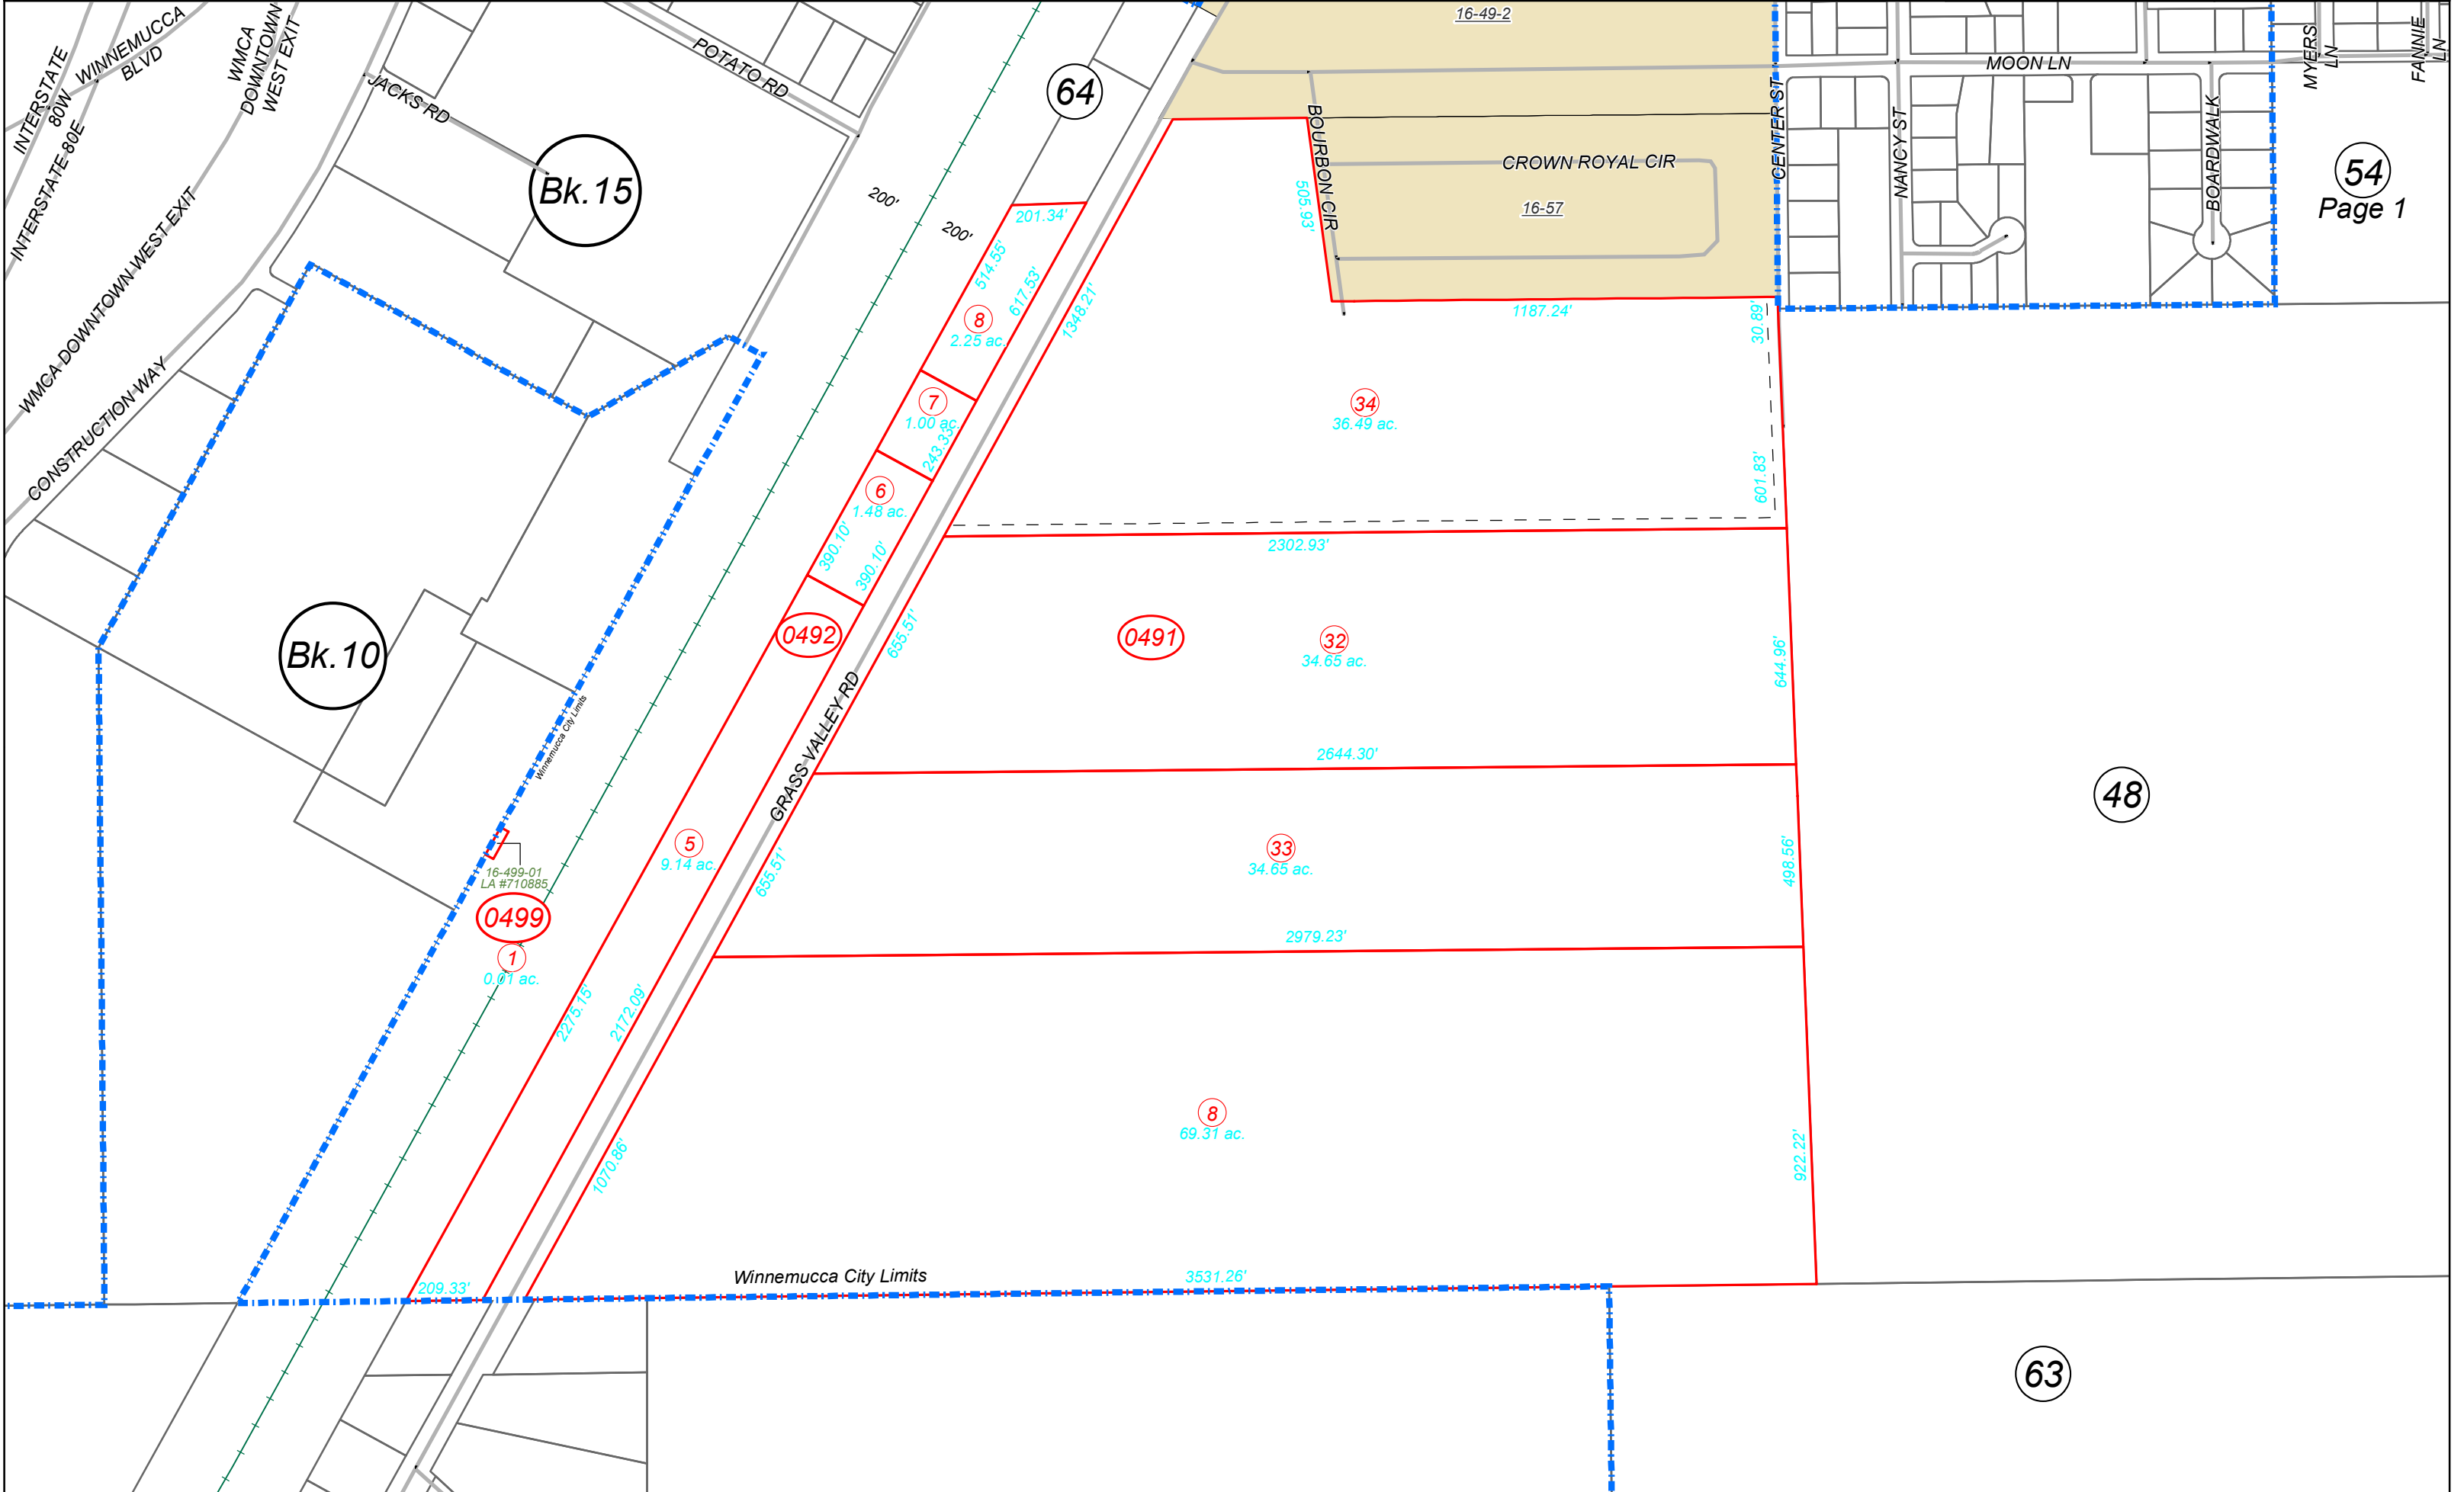 INTERSTATE
80W
WINNEMUCCA
BLVD
INTERSTATE 80E
WMCA
DOWNTOWN
WEST EXIT
WMCA DOWNTOWN WEST EXIT
CONSTRUCTION WAY
JACKS RD
POTATO RD
Bk.15
64
16-49-2
MOON LN
MYERS
LN
FANNIE
LN
BOURBON CIR
CROWN ROYAL CIR
16-57
CENTER ST
NANCY ST
BOARDWALK
54
Page 1
200'
200'
201.34'
514.55'
617.53'
1348.21'
505.93'
1187.24'
30.89'
8
2.25 ac.
7
1.00 ac.
243.33'
34
36.49 ac.
601.83'
6
1.48 ac.
390.10'
390.10'
2302.93'
0492
0491
655.51'
32
34.65 ac.
644.96'
Bk.10
Winnemucca City Limits
GRASS VALLEY RD
2644.30'
48
5
9.14 ac.
655.51'
33
34.65 ac.
498.56'
16-499-01
LA #710885
0499
1
0.01 ac.
2979.23'
2275.15'
2172.09'
1070.86'
8
69.31 ac.
922.22'
209.33'
Winnemucca City Limits
3531.26'
63